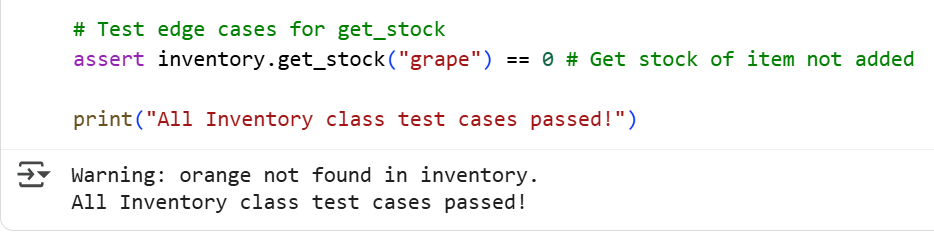 # Test edge cases for get_stock
assert inventory.get_stock("grape") == 0 # Get stock of item not added
print("All Inventory class test cases passed!")
Warning: orange not found in inventory.
All Inventory class test cases passed!